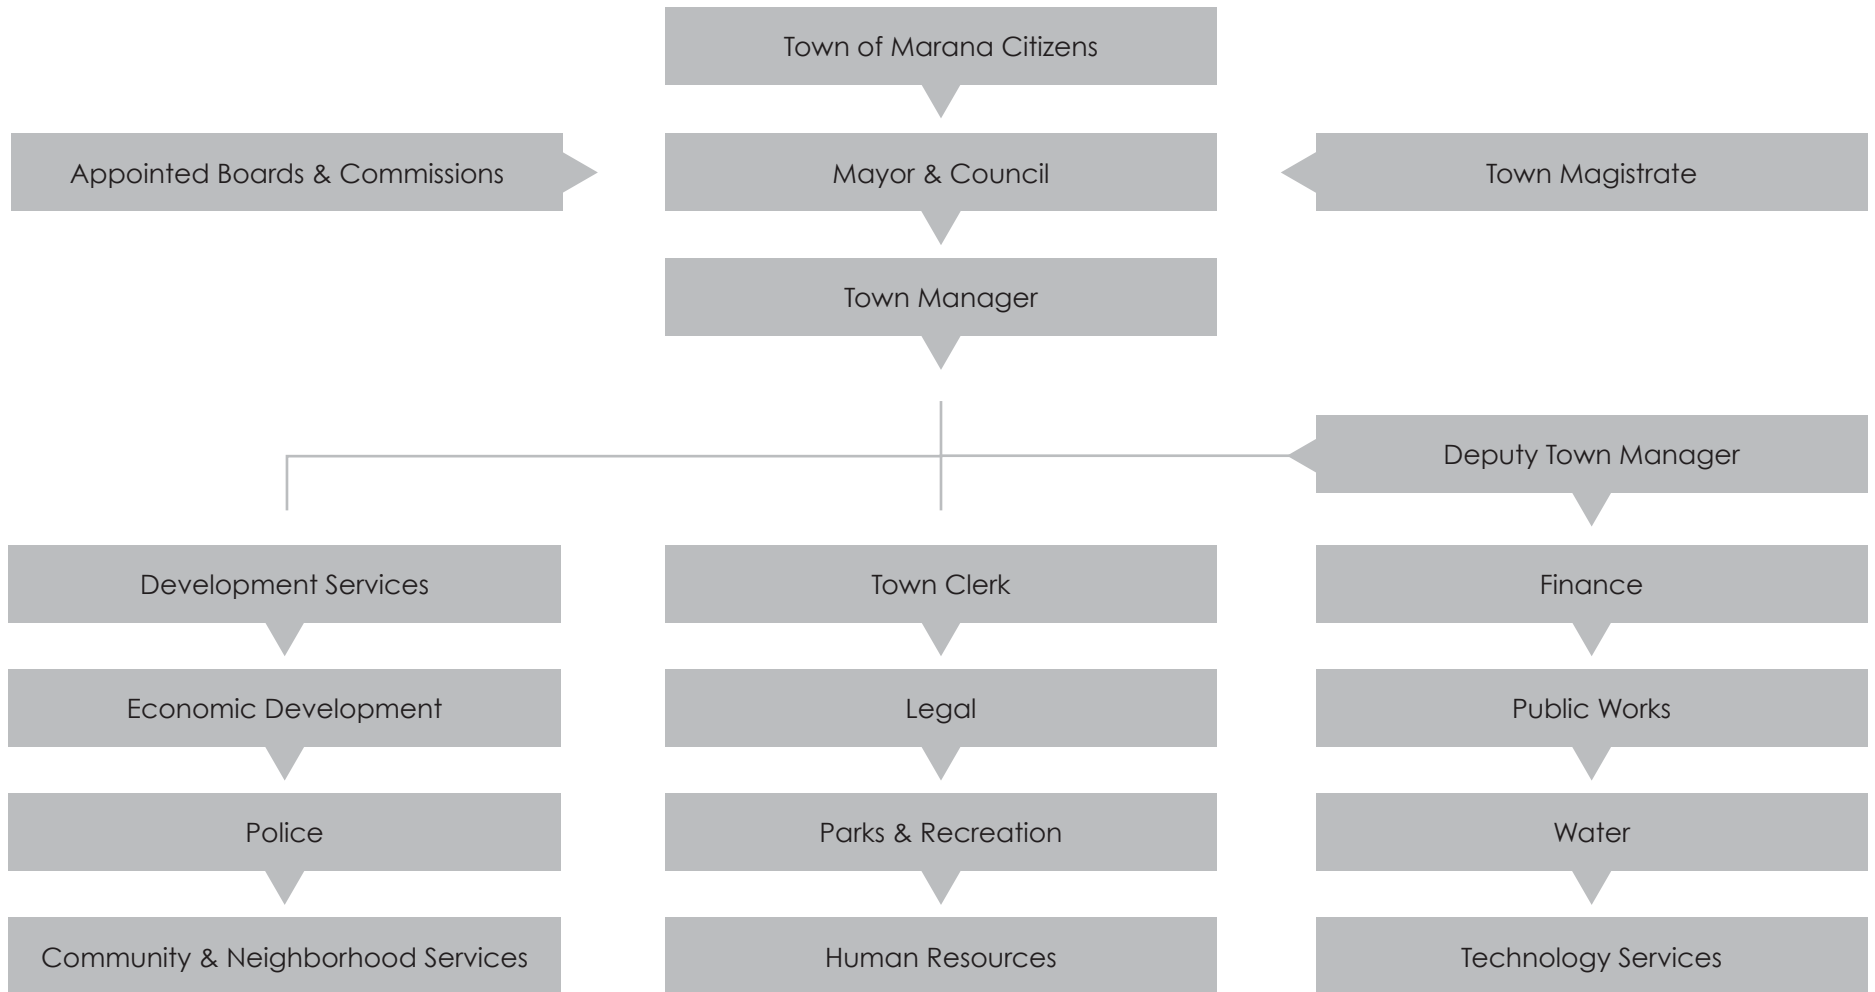 Town of Marana Citizens
Appointed Boards & Commissions
Mayor & Council
Town Magistrate
Town Manager
Deputy Town Manager
Development Services
Town Clerk
Finance
Economic Development
Legal
Public Works
Police
Parks & Recreation
Water
Community & Neighborhood Services
Human Resources
Technology Services